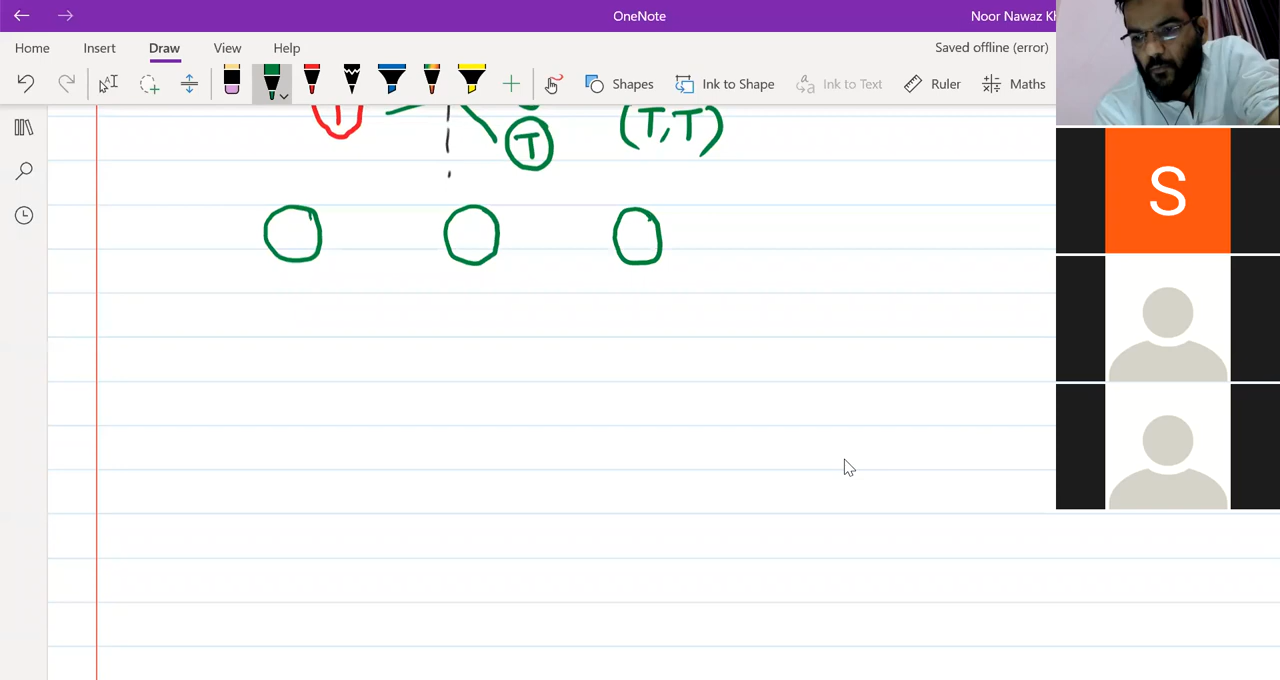 OneNote
Noor Nawaz Kh
Home Insert Draw View Help
Saved offline (error)
Shapes Ink to Shape Ink to Text Ruler Maths
T (T,T)
S